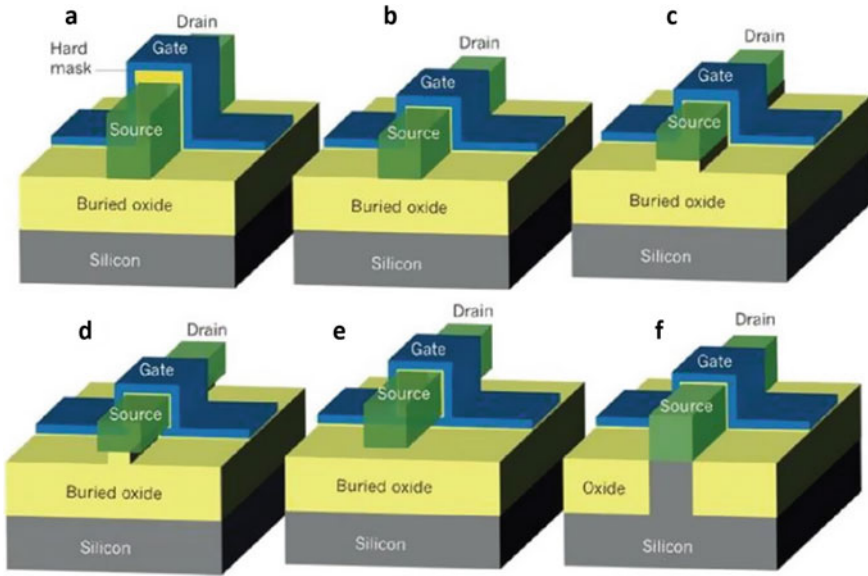 a
Drain
Hard
mask
Gate
Source
Buried oxide
Silicon
b
Drain
Gate
Source
Buried oxide
Silicon
c
Drain
Gate
Source
Buried oxide
Silicon
d
Drain
Gate
Source
Buried oxide
Silicon
e
Drain
Gate
Source
Buried oxide
Silicon
f
Drain
Gate
Source
Oxide
Silicon